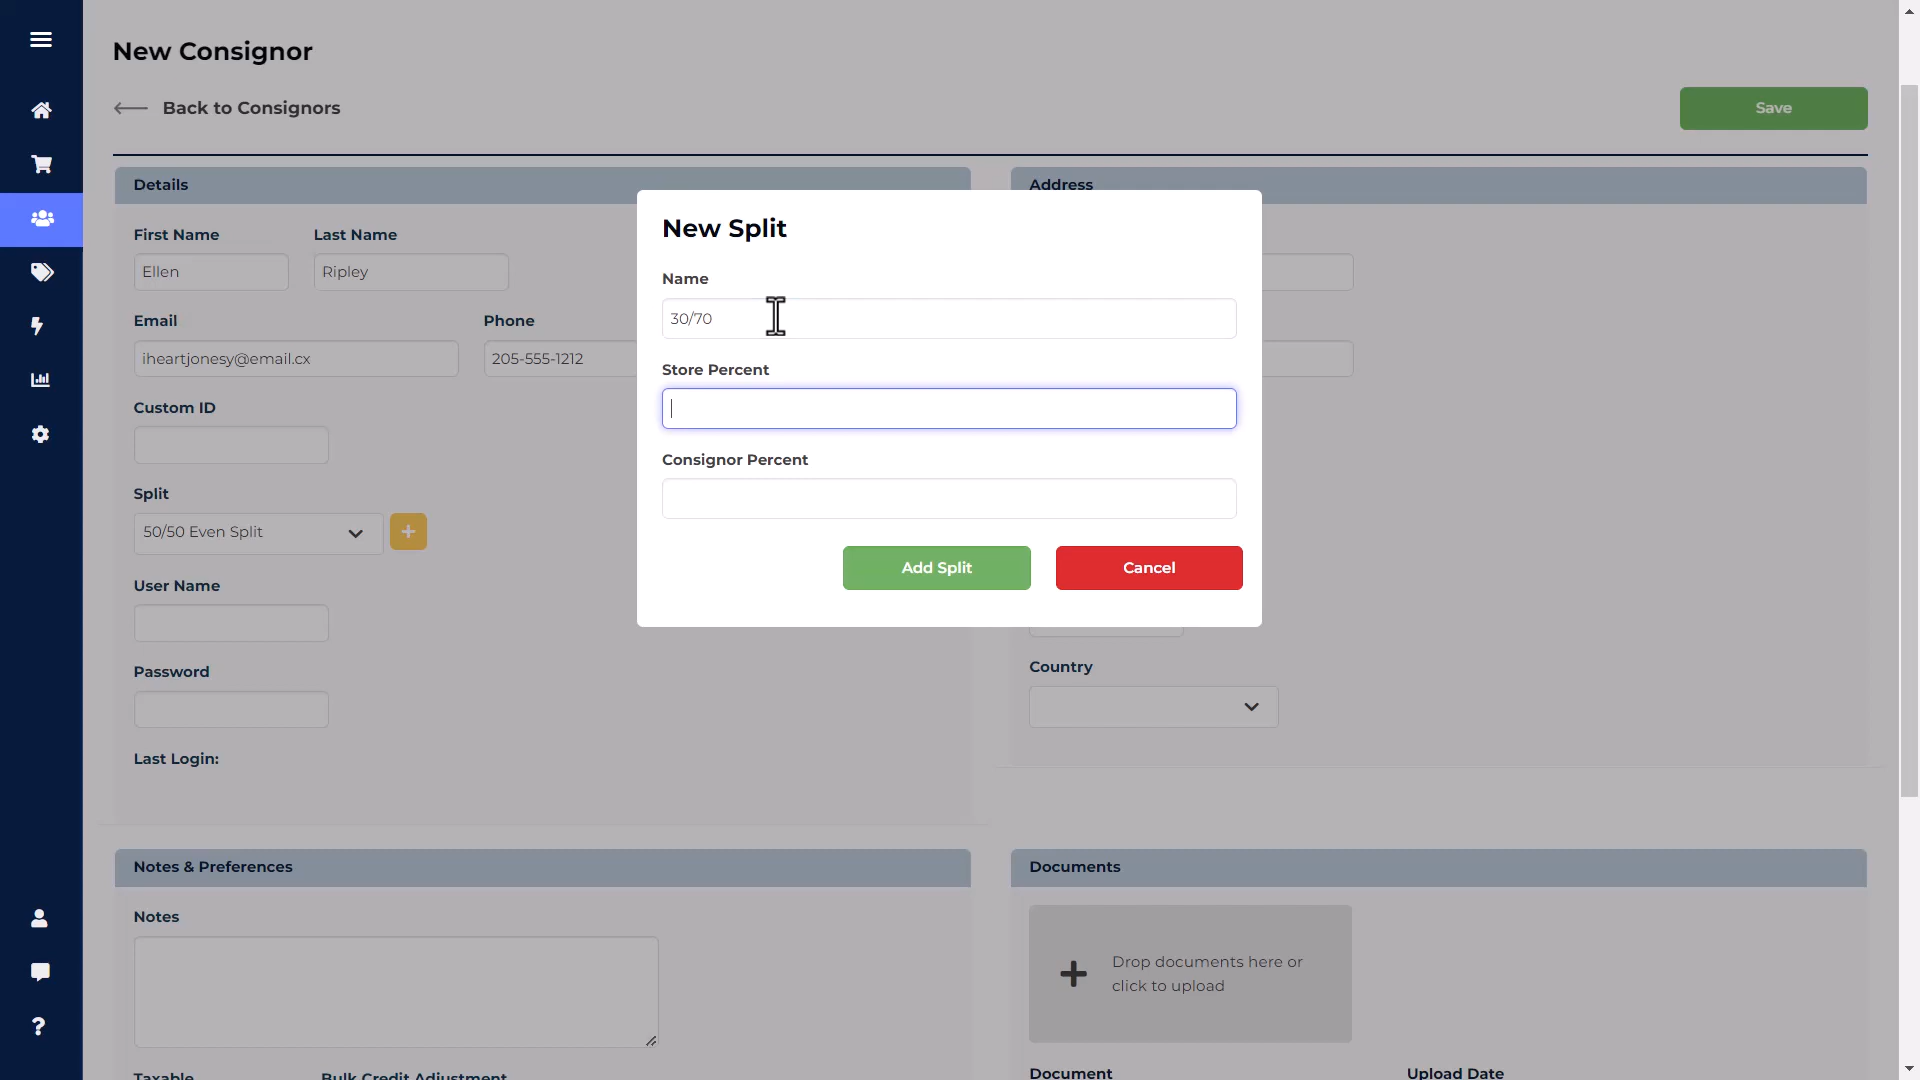 New Consignor
Back to Consignors
Save
Details
First Name
Last Name
Ellen
Ripley
Email
Phone
iheartjonesy@email.cx
205-555-1212
Custom ID
Split
50/50 Even Split
User Name
Password
Last Login:
Address
New Split
Name
30/70
Store Percent
Consignor Percent
Add Split
Cancel
Country
Notes & Preferences
Notes
Taxable
Bulk Credit Adjustment
Documents
Drop documents here or
click to upload
Document
Upload Date